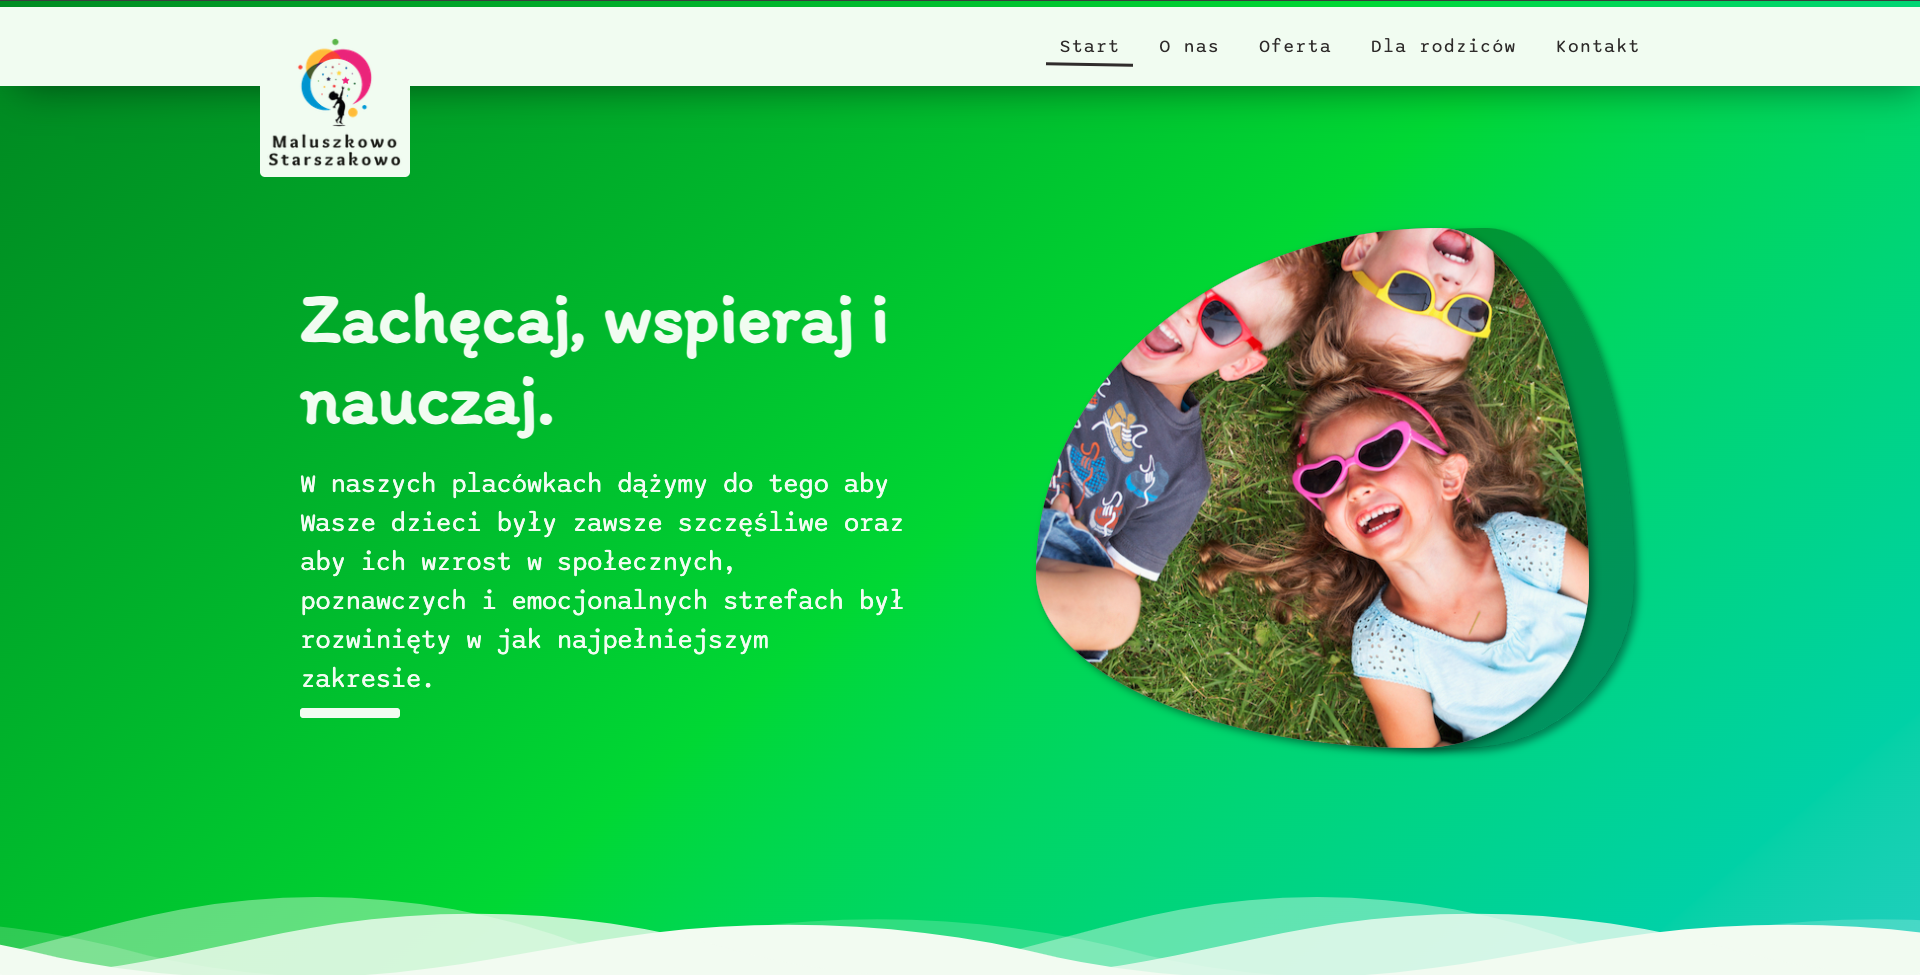 Start O nas Oferta Dla rodziców Kontakt
Maluszkowo
Starszakowo
Zachęcaj, wspieraj i
nauczaj.
W naszych placówkach dążymy do tego aby
Wasze dzieci były zawsze szczęśliwe oraz
aby ich wzrost w społecznych,
poznawczych i emocjonalnych strefach był
rozwinięty w jak najpełniejszym
zakresie.